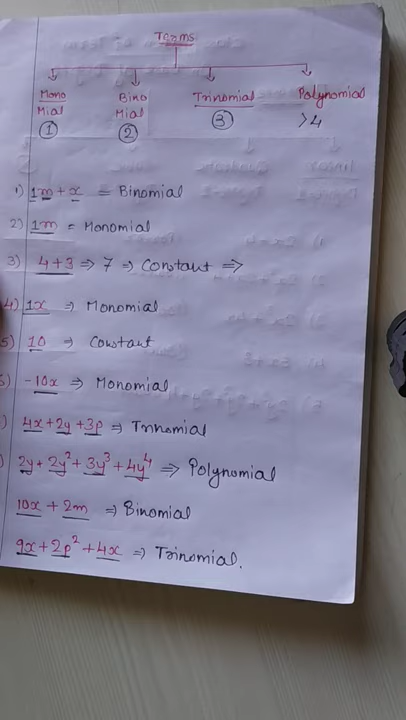 Terms
Mono Mial Bino Mial Trinomial Polynomial
① ② ③ >4
1) 1m + x = Binomial
2) 1m = Monomial
3) 4+3 ⇒ 7 ⇒ Constant ⇒
4) 1x ⇒ Monomial
5) 10 ⇒ Constant
) -10x ⇒ Monomial
) 4x + 2y + 3p ⇒ Trinomial
) 2y + 2y² + 3y³ + 4y⁴ ⇒ Polynomial
10x + 2m ⇒ Binomial
9x + 2p² + 4x ⇒ Trinomial.